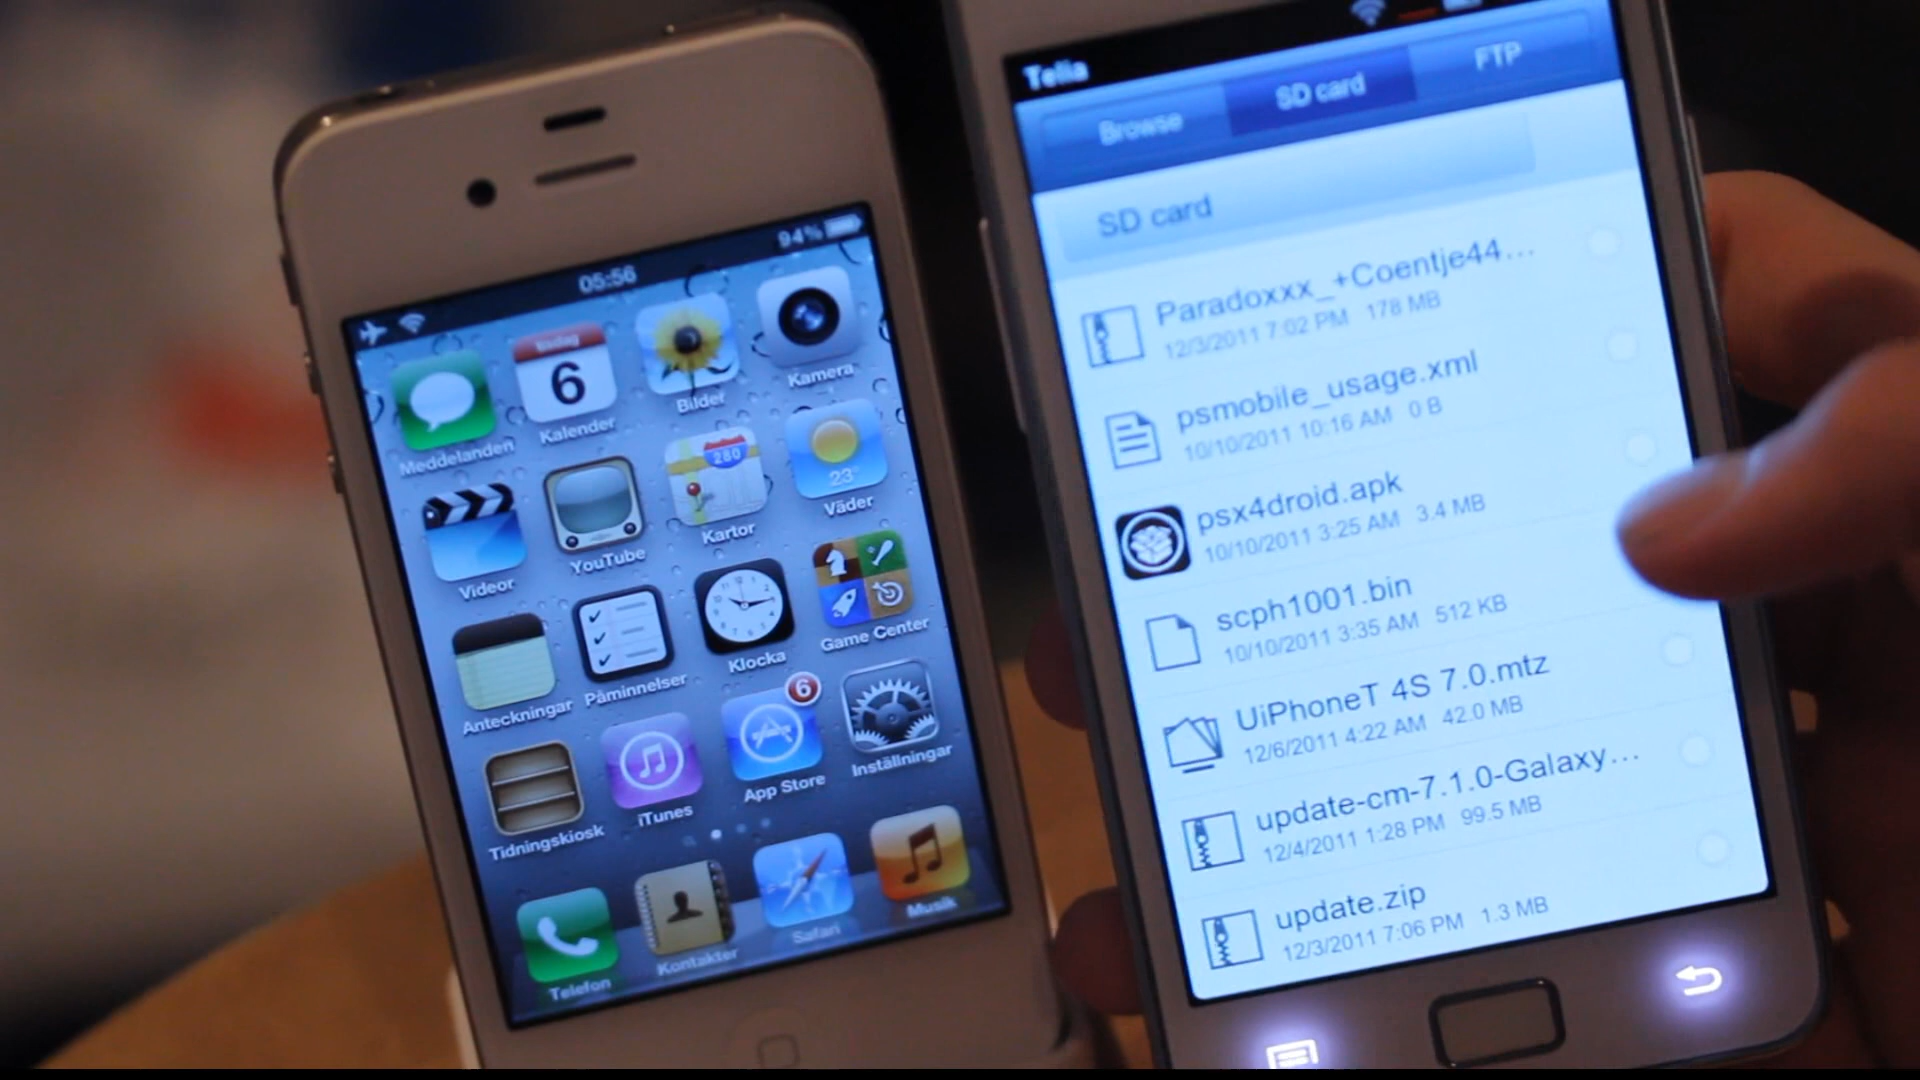 94%
05:56
tisdag
6
Meddelanden
Kalender
Bilder
Kamera
280
23°
Videor
YouTube
Kartor
Väder
Anteckningar
Påminnelser
Klocka
Game Center
6
Tidningskiosk
iTunes
App Store
Inställningar
Telefon
Kontakter
Safari
Musik
Telia
Browse
SD card
FTP
SD card
Paradoxxx_+Coentje44...
12/3/2011 7:02 PM 178 MB
psmobile_usage.xml
10/10/2011 10:16 AM 0 B
psx4droid.apk
10/10/2011 3:25 AM 3.4 MB
scph1001.bin
10/10/2011 3:35 AM 512 KB
UiPhoneT 4S 7.0.mtz
12/6/2011 4:22 AM 42.0 MB
update-cm-7.1.0-Galaxy...
12/4/2011 1:28 PM 99.5 MB
update.zip
12/3/2011 7:06 PM 1.3 MB